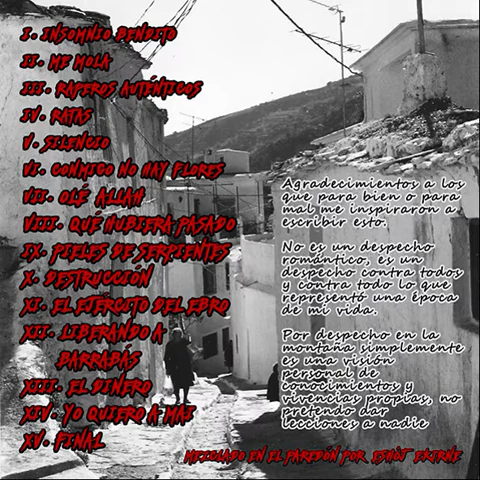 I. INSOMNIO BENDITO
II. ME MOLA
III. RAPEROS AUTÉNTICOS
IV. RATAS
V. SILENCIO
VI. CONMIGO NO HAY FLORES
VII. OLÉ ALLAH
VIII. QUÉ HUBIERA PASADO
IX. PIELES DE SERPIENTES
X. DESTRUCCIÓN
XI. EL EJÉRCITO DEL EBRO
XII. LIBERANDO A
BARRABÁS
XIII. EL DINERO
XIV. YO QUIERO A MAI
XV. FINAL
Agradecimientos a los
que para bien o para
mal me inspiraron a
escribir esto.
No es un despecho
romántico, es un
despecho contra todos
y contra todo lo que
representó una época
de mi vida.
Por despecho en la
montaña simplemente
es una visión
personal de
conocimientos y
vivencias propias, no
pretendo dar
lecciones a nadie
MEZCLADO EN EL PAREDÓN POR